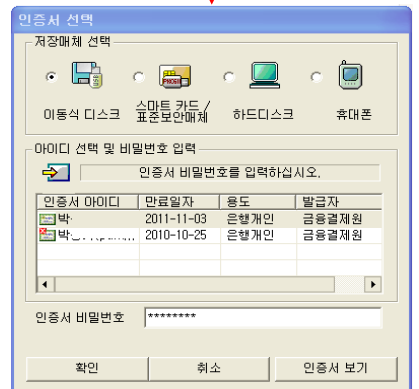 인증서 선택
저장매체 선택
이동식 디스크
스마트 카드 /
표준보안매체
하드디스크
휴대폰
아이디 선택 및 비밀번호 입력
인증서 비밀번호를 입력하십시오.
인증서 아이디 만료일자 용도 발급자
박 2011-11-03 은행개인 금융결제원
박 2010-10-25 은행개인 금융결제원
인증서 비밀번호 ********
확인 취소 인증서 보기